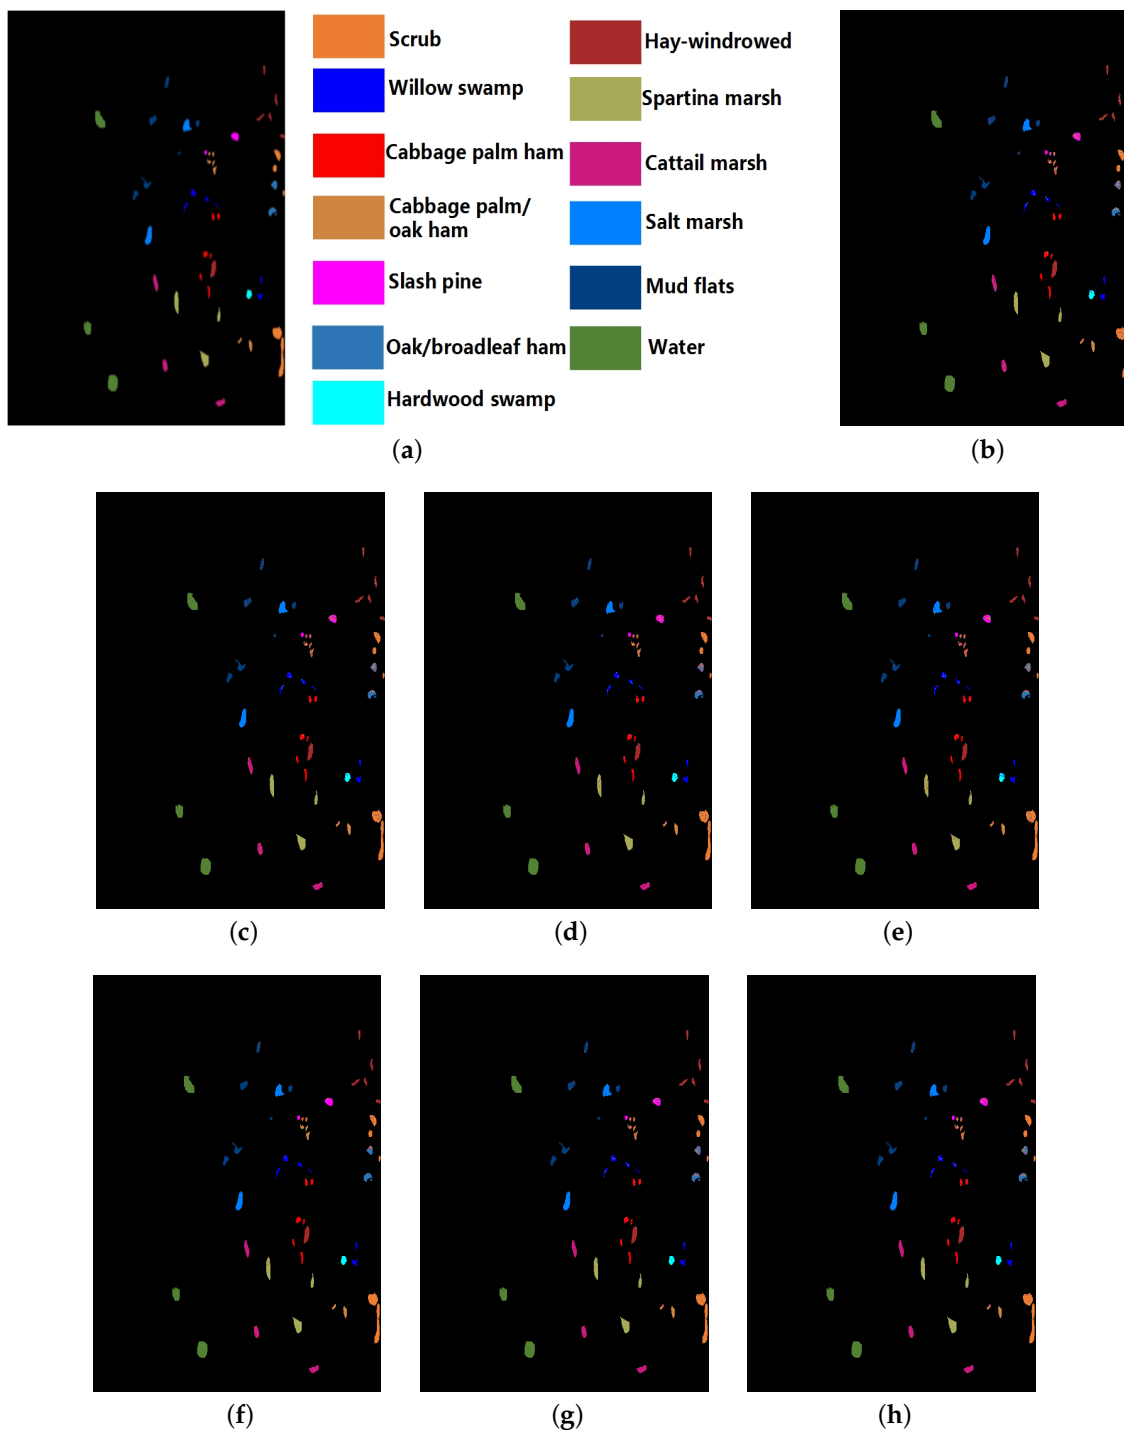 Scrub
Willow swamp
Cabbage palm ham
Cabbage palm/
oak ham
Slash pine
Oak/broadleaf ham
Hardwood swamp
Hay-windrowed
Spartina marsh
Cattail marsh
Salt marsh
Mud flats
Water
(a)
(b)
(c)
(d)
(e)
(f)
(g)
(h)